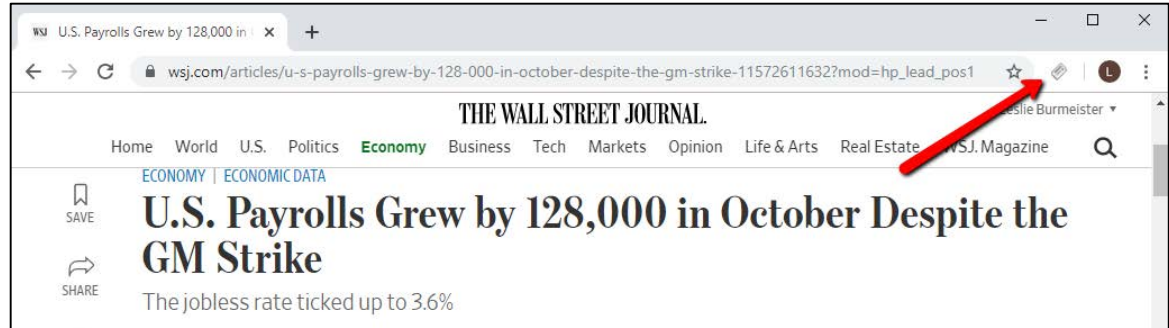 WSJ U.S. Payrolls Grew by 128,000 in
wsj.com/articles/u-s-payrolls-grew-by-128-000-in-october-despite-the-gm-strike-11572611632?mod=hp_lead_pos1 L
THE WALL STREET JOURNAL. Burmeister
Home World U.S. Politics Economy Business Tech Markets Opinion Life & Arts Real Estate WSJ. Magazine
ECONOMY | ECONOMIC DATA
SAVE
U.S. Payrolls Grew by 128,000 in October Despite the
GM Strike
SHARE
The jobless rate ticked up to 3.6%